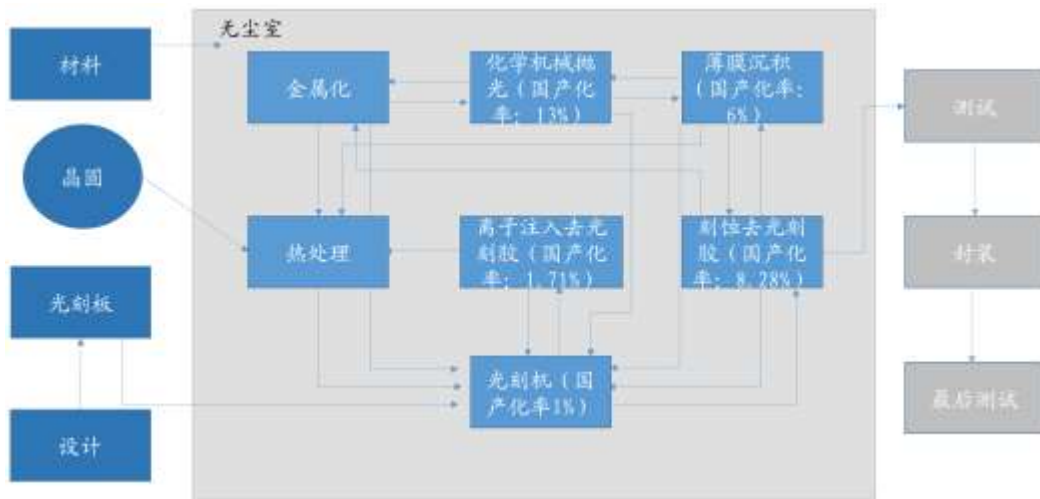 无尘室
材料
晶圆
光刻板
设计
金属化
化学机械抛
光（国产化
率：13%）
薄膜沉积
（国产化率：
6%）
热处理
离子注入去光
刻胶（国产化
率：1.71%）
刻蚀去光刻
胶（国产化
率：8.28%）
光刻机（国
产化率1%）
测试
封装
最后测试